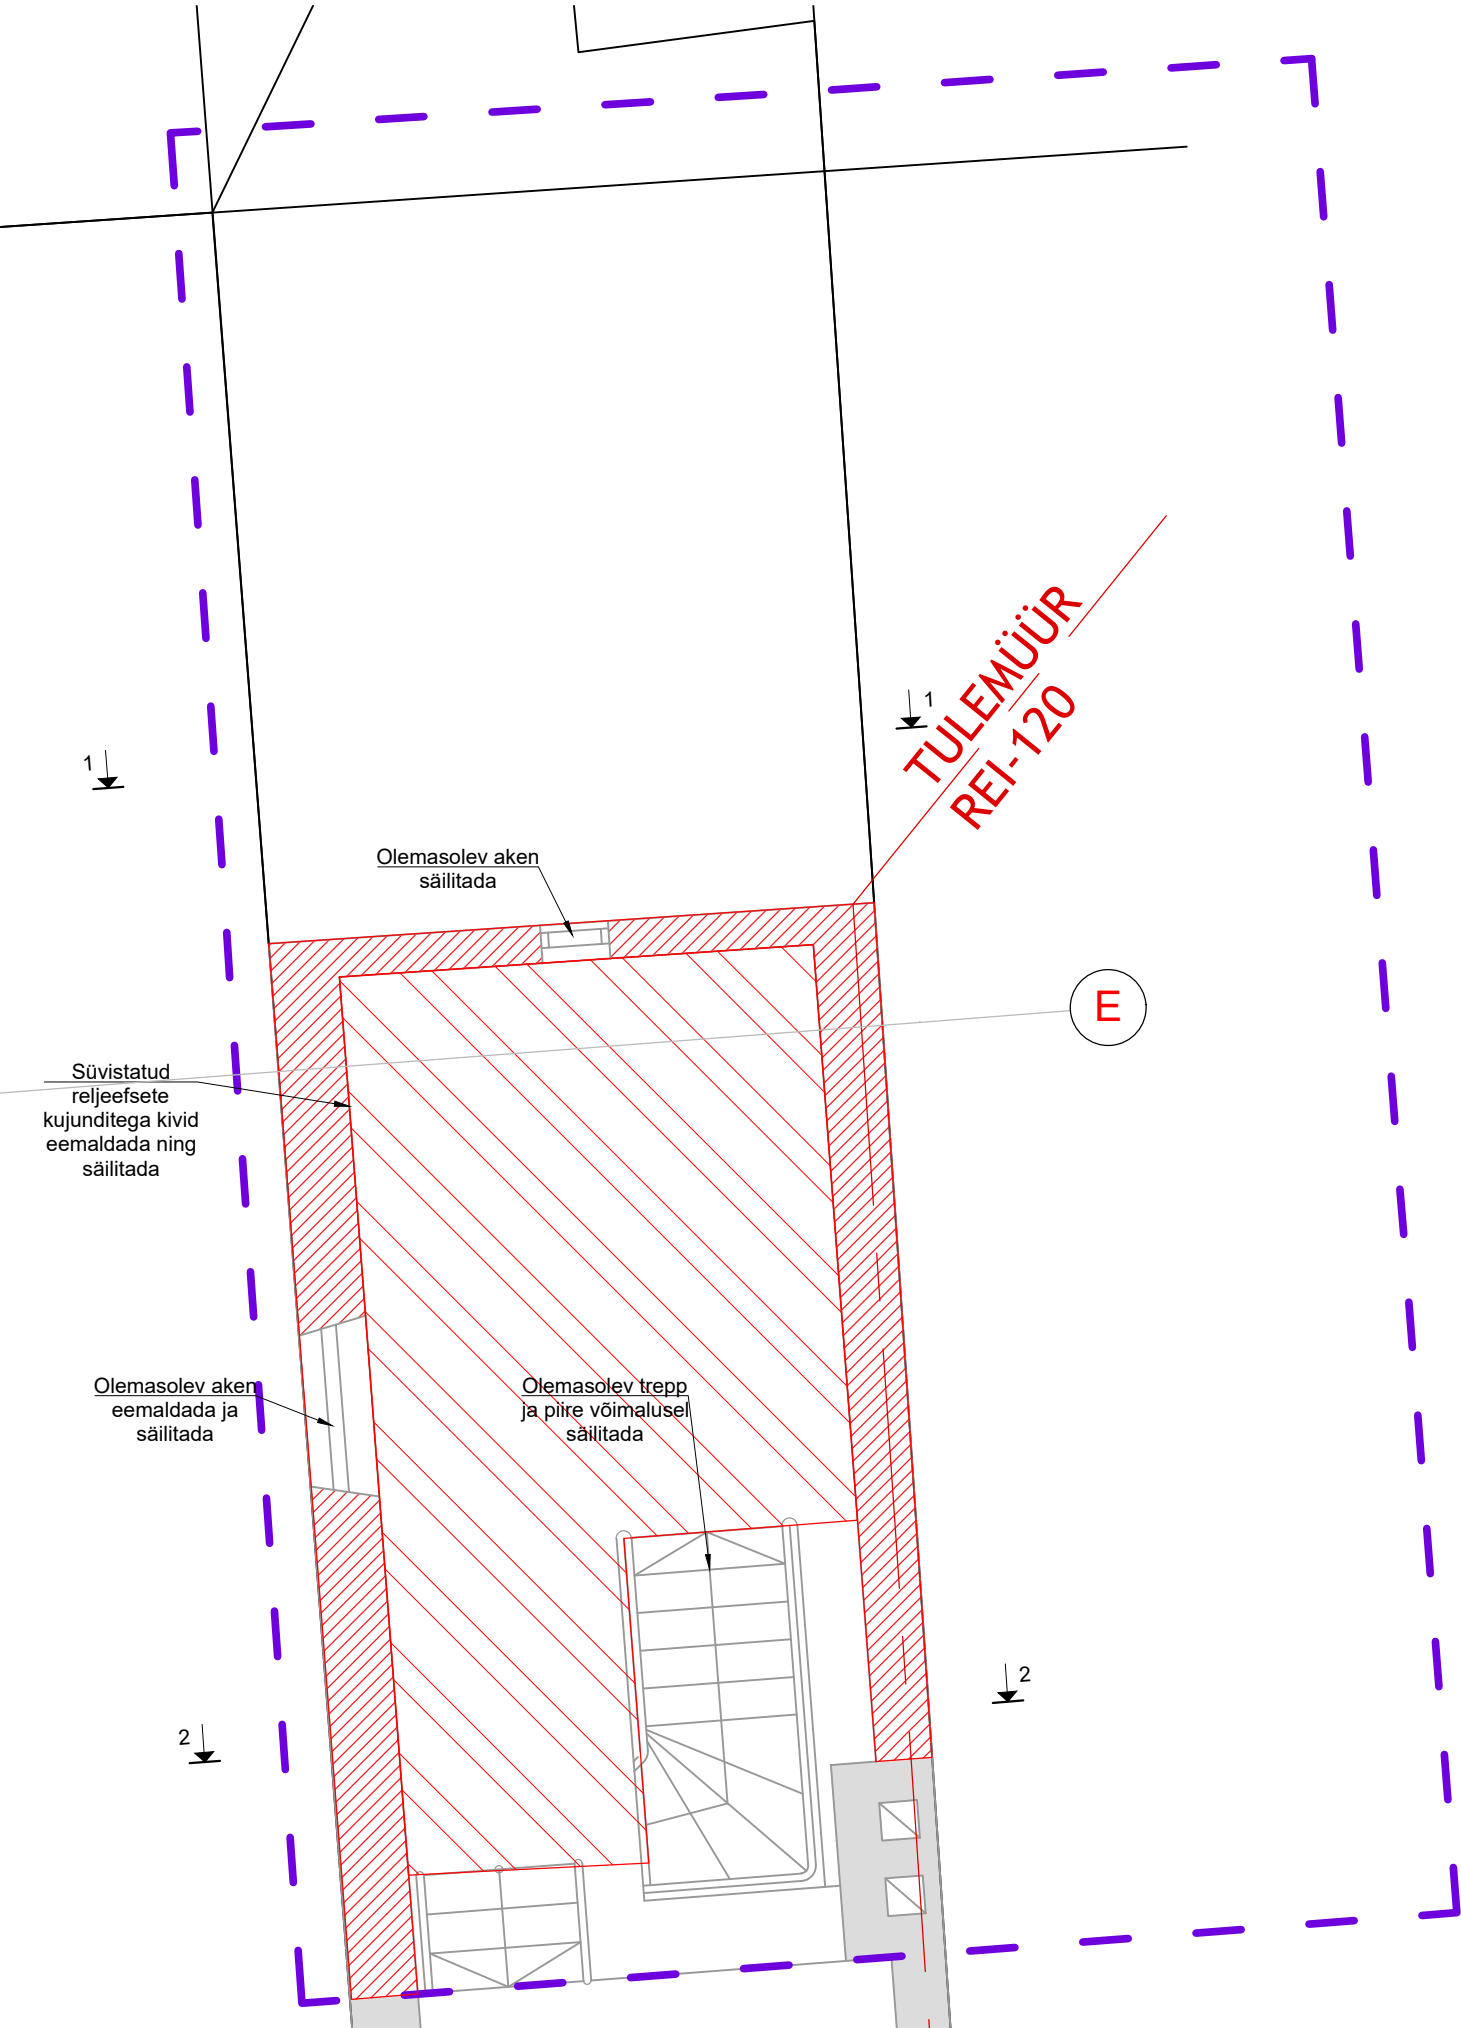 TULEMÜÜR
REI-120
1
1
Olemasolev aken
säilitada
E
Süvistatud
reljeefsete
kujunditega kivid
eemaldada ning
säilitada
Olemasolev aken
eemaldada ja
säilitada
Olemasolev trepp
ja piire võimalusel
säilitada
2
2